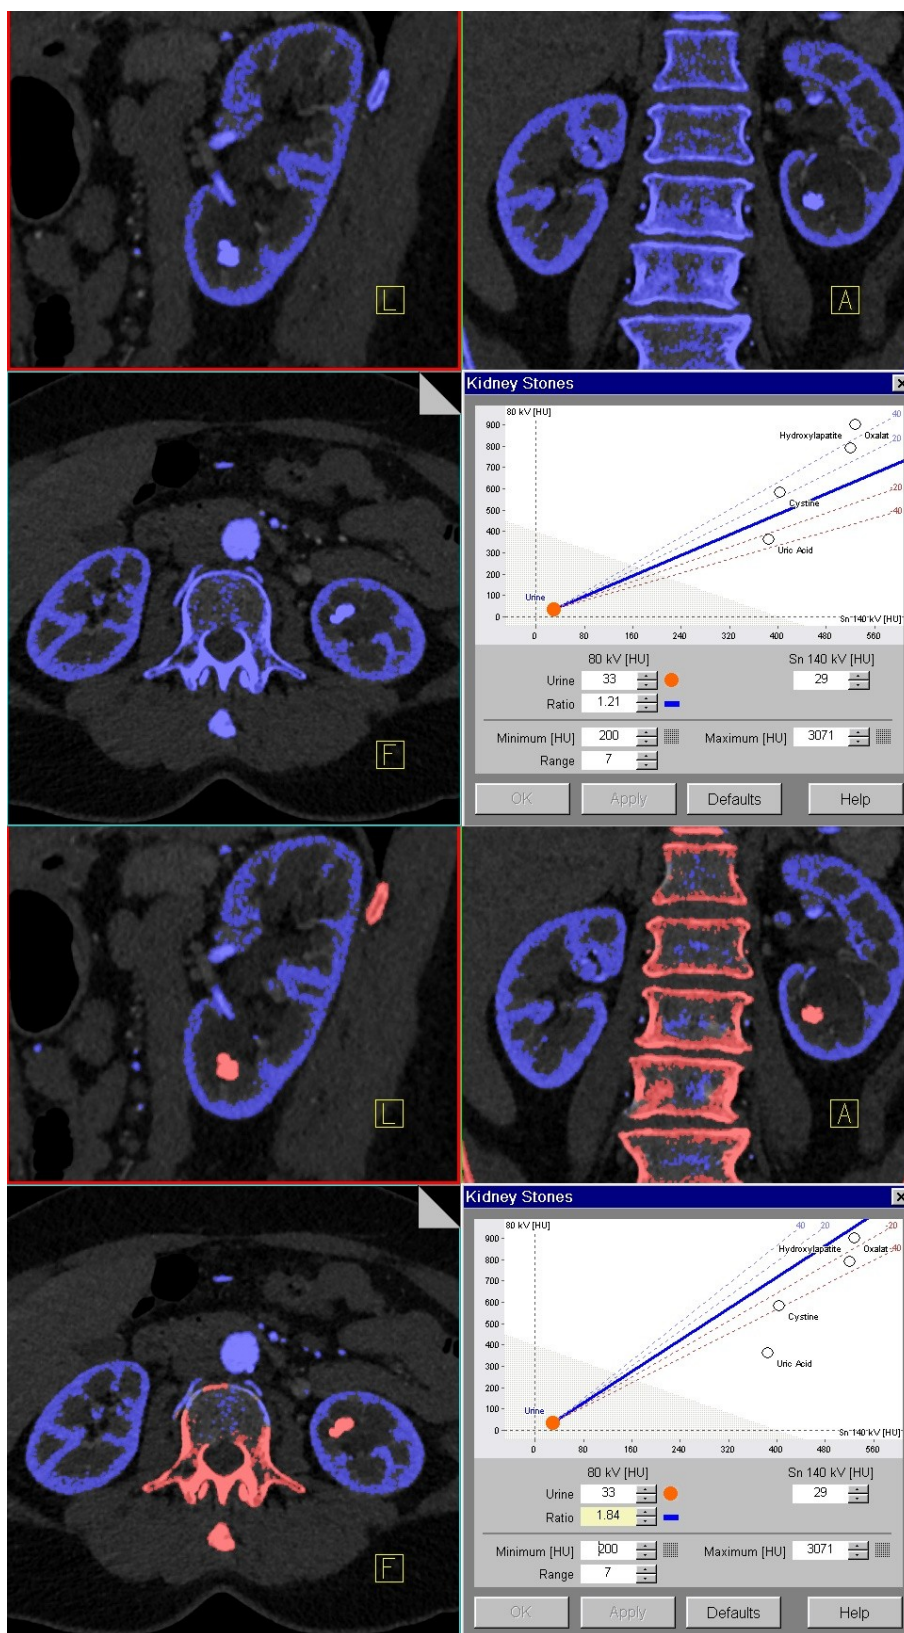 L
A
F
Kidney Stones
80 kV [HU]
900
800
700
600
500
400
300
200
100
0
Hydroxylapatite
Oxalat
Cystine
Uric Acid
Urine
40
20
-20
-40
Sn 140 kV [HU]
0 80 160 240 320 400 480 560
80 kV [HU] Sn 140 kV [HU]
Urine 33 29
Ratio 1.21
Minimum [HU] 200 Maximum [HU] 3071
Range 7
OK Apply Defaults Help
L
A
F
Kidney Stones
80 kV [HU]
900
800
700
600
500
400
300
200
100
0
40
20
-20
-40
Hydroxylapatite
Oxalat
Cystine
Uric Acid
Urine
Sn 140 kV [HU]
0 80 160 240 320 400 480 560
80 kV [HU] Sn 140 kV [HU]
Urine 33 29
Ratio 1.84
Minimum [HU] 200 Maximum [HU] 3071
Range 7
OK Apply Defaults Help